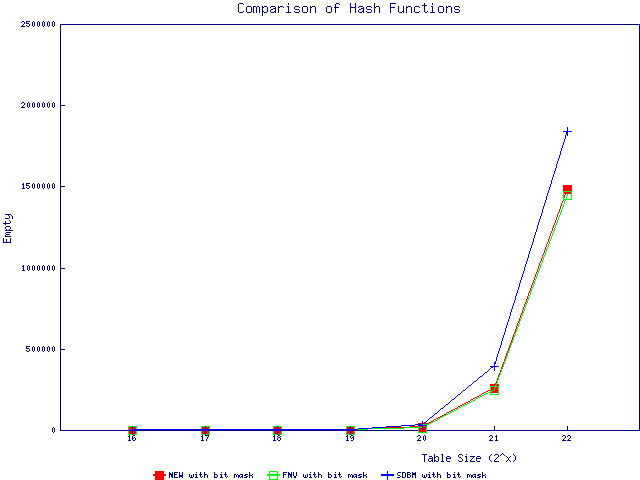 Comparison of Hash Functions
2500000
2000000
1500000
1000000
500000
0
Empty
16 17 18 19 20 21 22
Table Size (2^x)
NEW with bit mask FNV with bit mask SDBM with bit mask